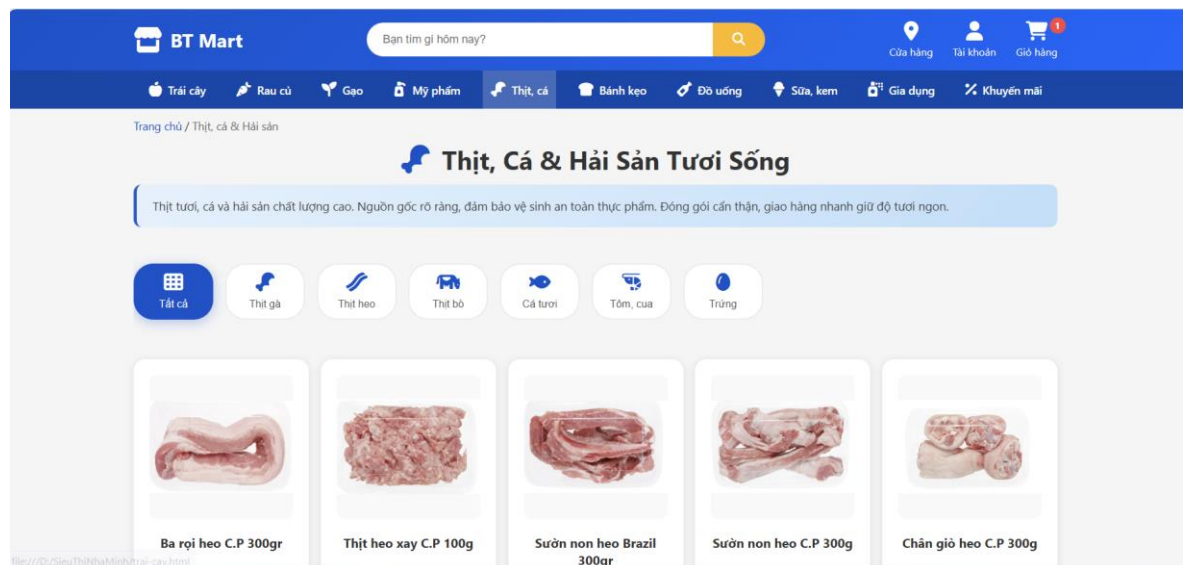 BT Mart
Bạn tìm gì hôm nay?
1
Cửa hàng
Tài khoản
Giỏ hàng
Trái cây
Rau củ
Gạo
Mỹ phẩm
Thịt, cá
Bánh kẹo
Đồ uống
Sữa, kem
Gia dụng
Khuyến mãi
Trang chủ / Thịt, cá & Hải sản
Thịt, Cá & Hải Sản Tươi Sống
Thịt tươi, cá và hải sản chất lượng cao. Nguồn gốc rõ ràng, đảm bảo vệ sinh an toàn thực phẩm. Đóng gói cẩn thận, giao hàng nhanh giữ độ tươi ngon.
Tất cả
Thịt gà
Thịt heo
Thịt bò
Cá tươi
Tôm, cua
Trứng
Ba rọi heo C.P 300gr
Thịt heo xay C.P 100g
Sườn non heo Brazil
300gr
Sườn non heo C.P 300g
Chân giò heo C.P 300g
file:///D:/SieuThiNhaMinh/trai-cay.html